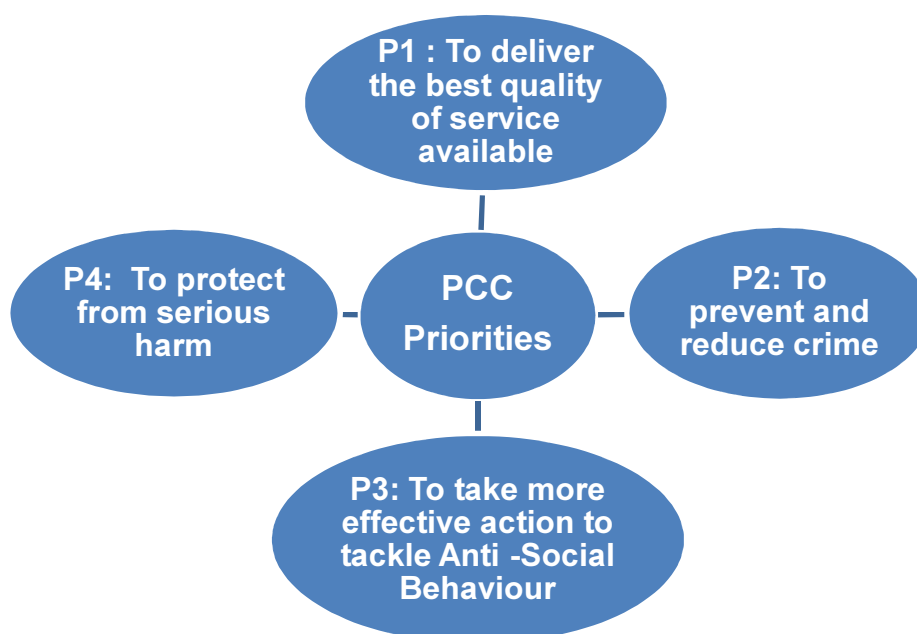 P1 : To deliver
the best quality
of service
available
P4:  To protect
from serious
harm
PCC
Priorities
P2: To
prevent and
reduce crime
P3: To take more
effective action to
tackle Anti -Social
Behaviour